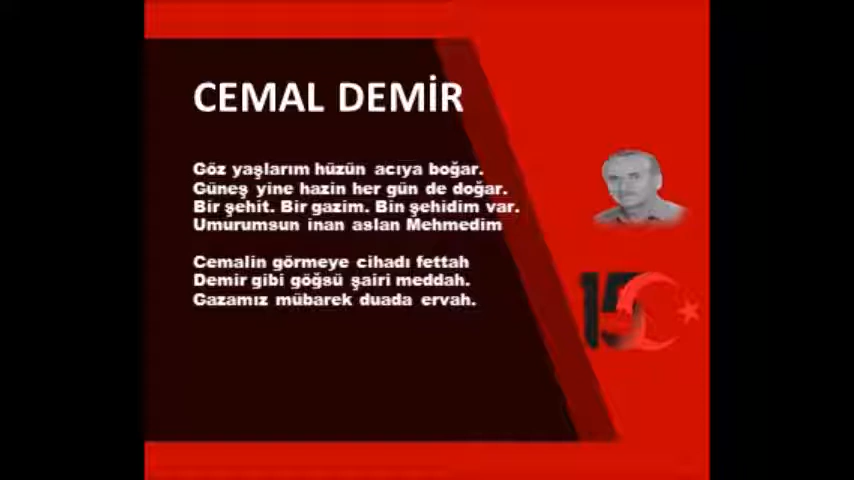 CEMAL DEMİR
Göz yaşlarım hüzün acıya boğar.
Güneş yine hazin her gün de doğar.
Bir şehit. Bir gazim. Bin şehidim var.
Umurumsun inan aslan Mehmedim
Cemalin görmeye cihadı fettah
Demir gibi göğsü şairi meddah.
Gazamız mübarek duada ervah.
15